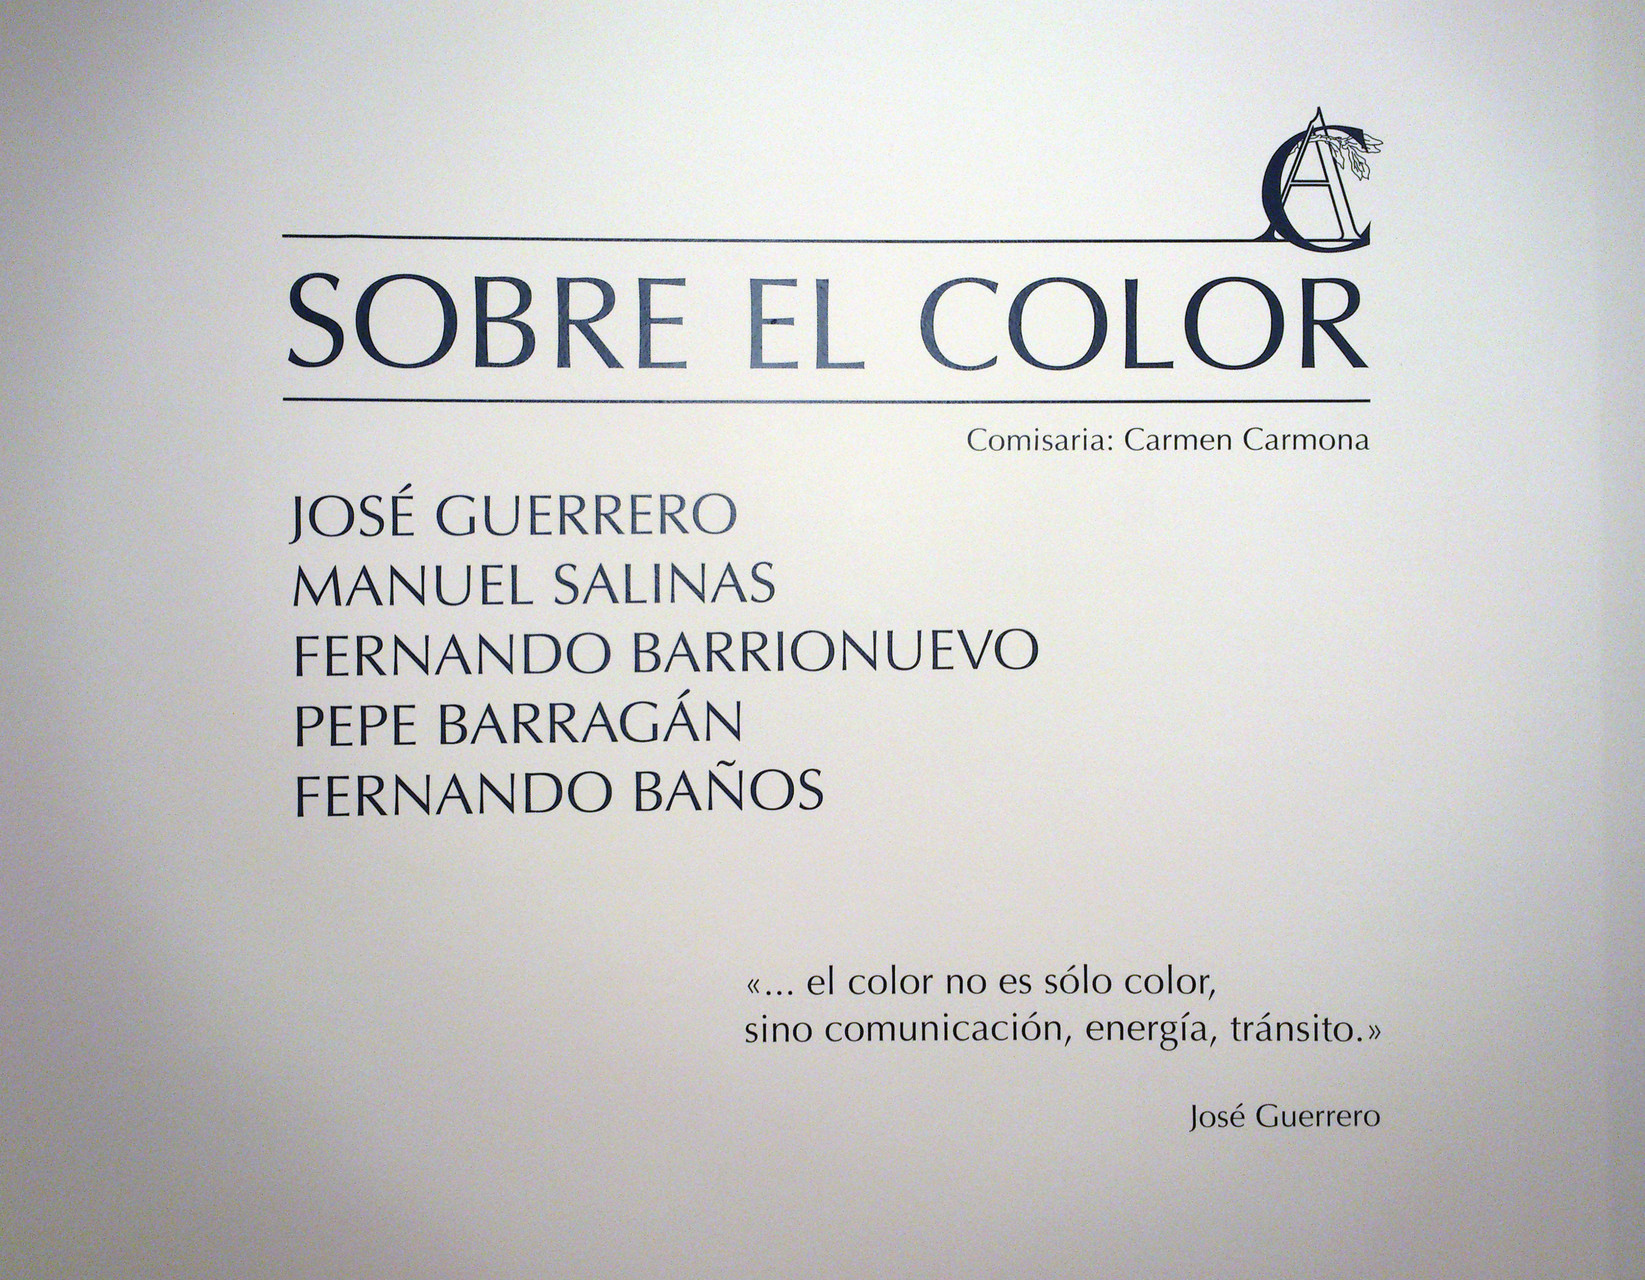 CA
SOBRE EL COLOR
Comisaria: Carmen Carmona
JOSÉ GUERRERO
MANUEL SALINAS
FERNANDO BARRIONUEVO
PEPE BARRAGÁN
FERNANDO BAÑOS
«... el color no es sólo color,
sino comunicación, energía, tránsito.»
José Guerrero